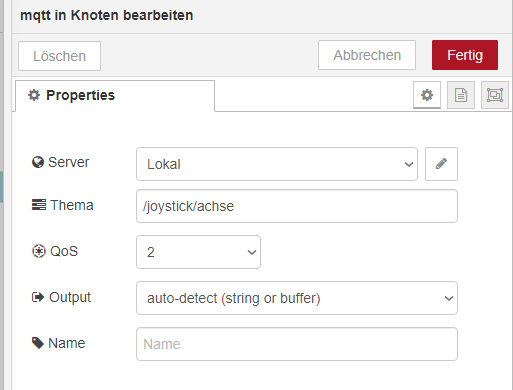 mqtt in Knoten bearbeiten
Löschen
Abbrechen
Fertig
Properties
Server
Lokal
Thema
/joystick/achse
QoS
2
Output
auto-detect (string or buffer)
Name
Name